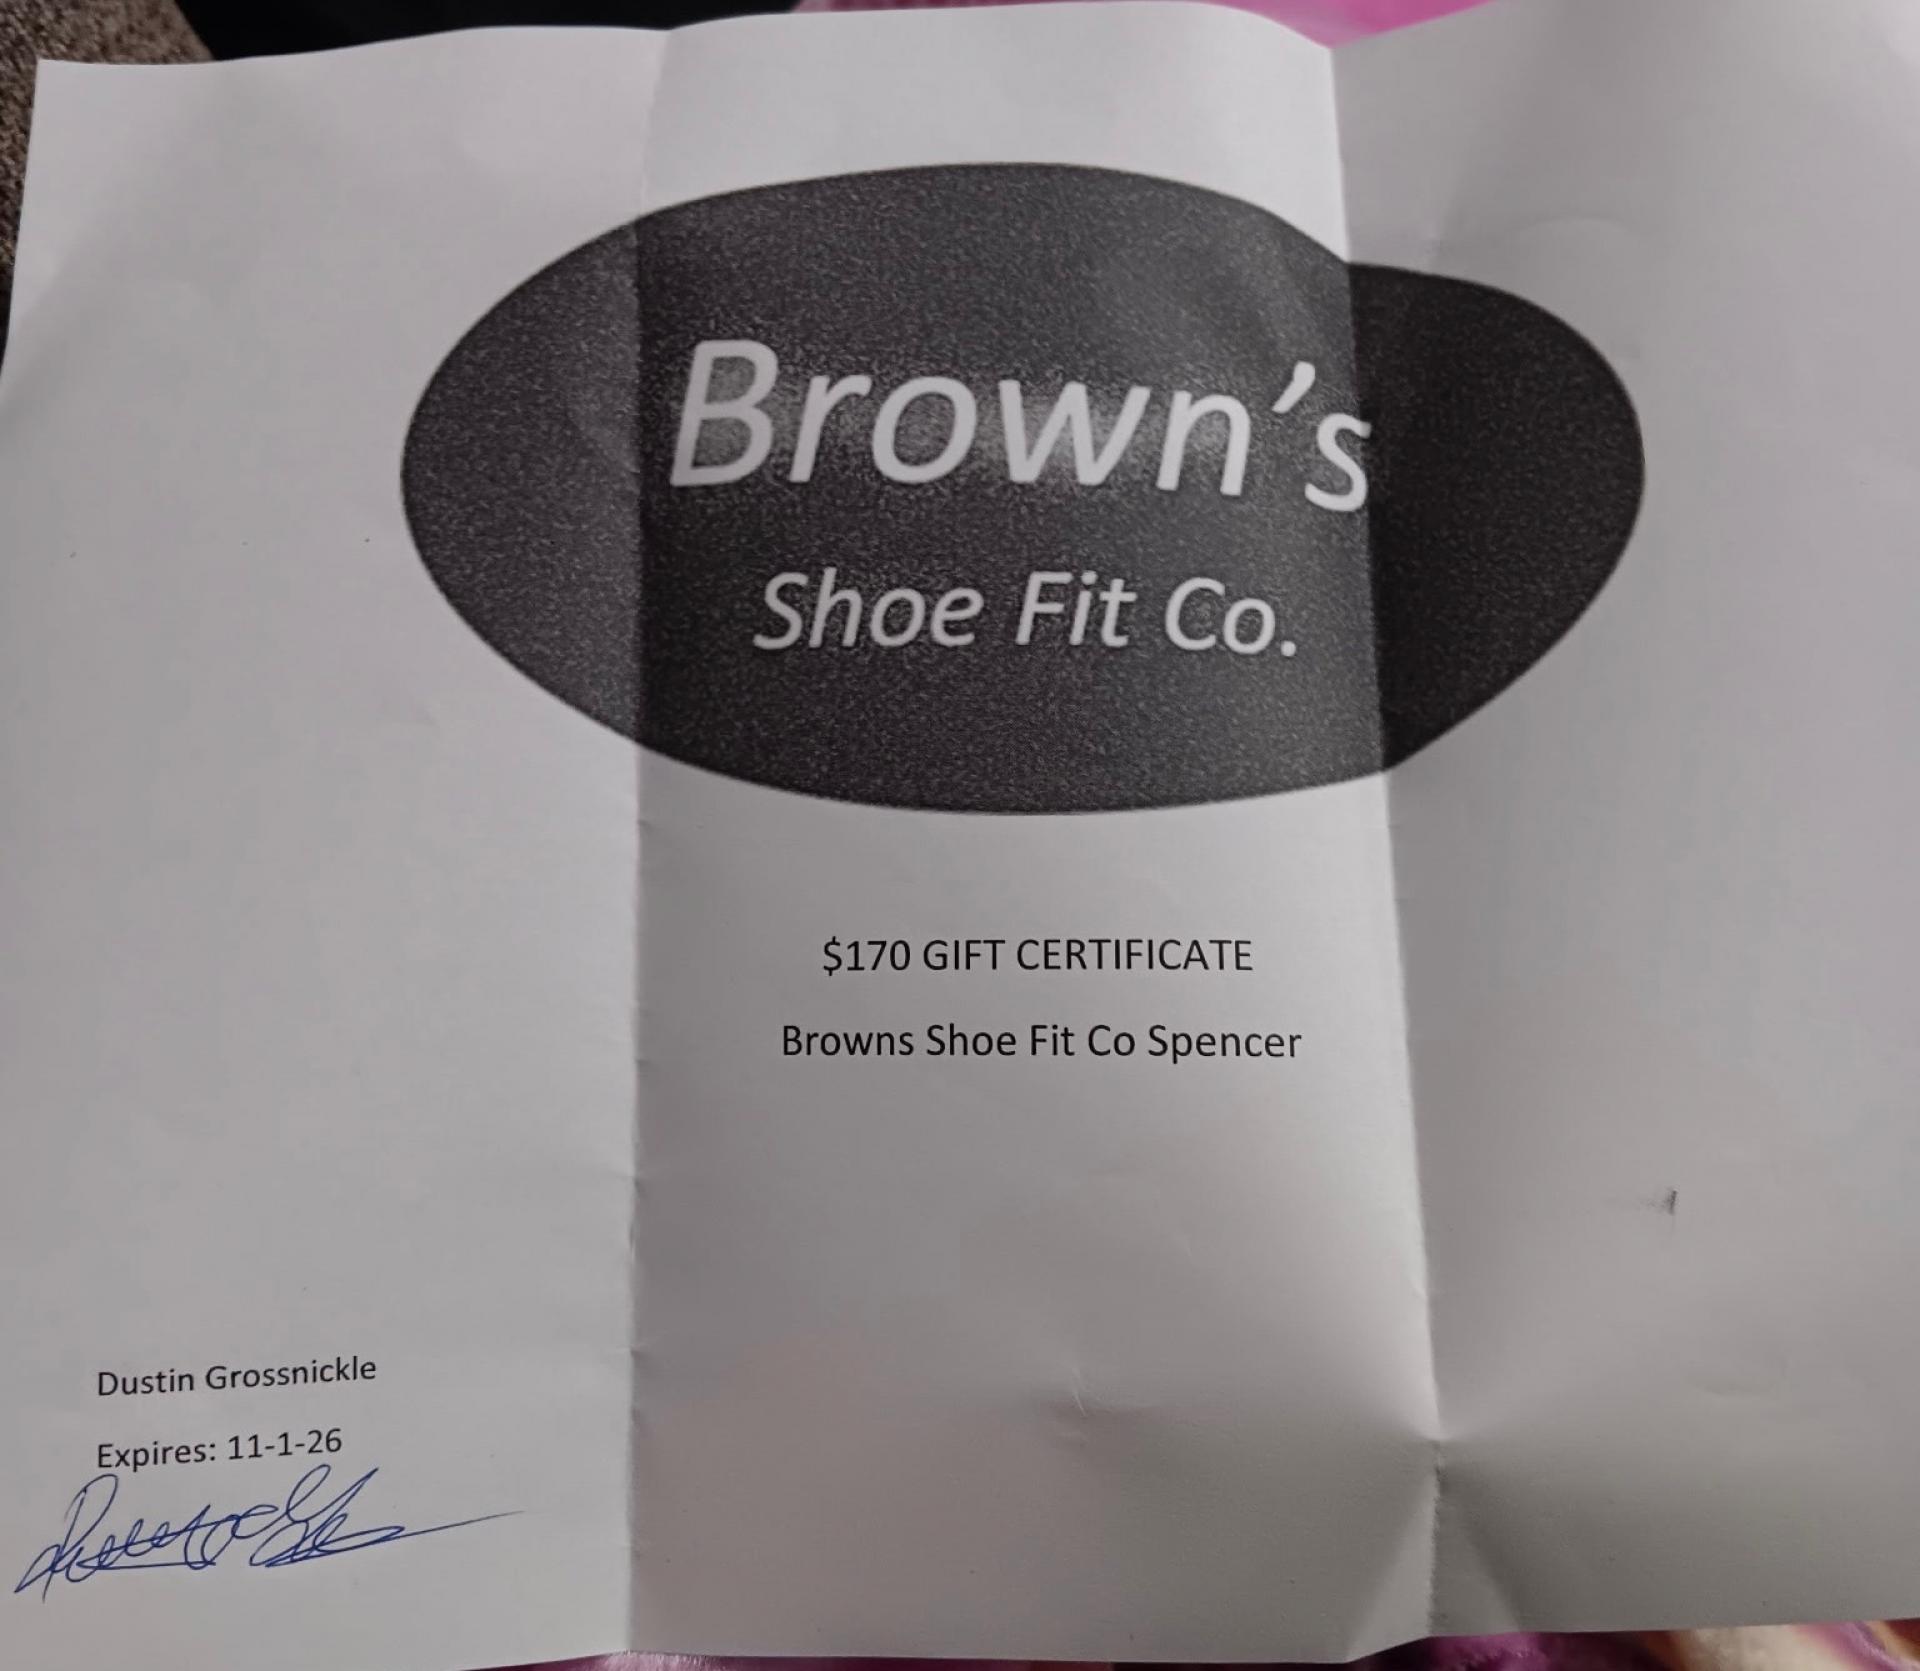 Brown's
Shoe Fit Co.
$170 GIFT CERTIFICATE
Browns Shoe Fit Co Spencer
Dustin Grossnickle
Expires: 11-1-26